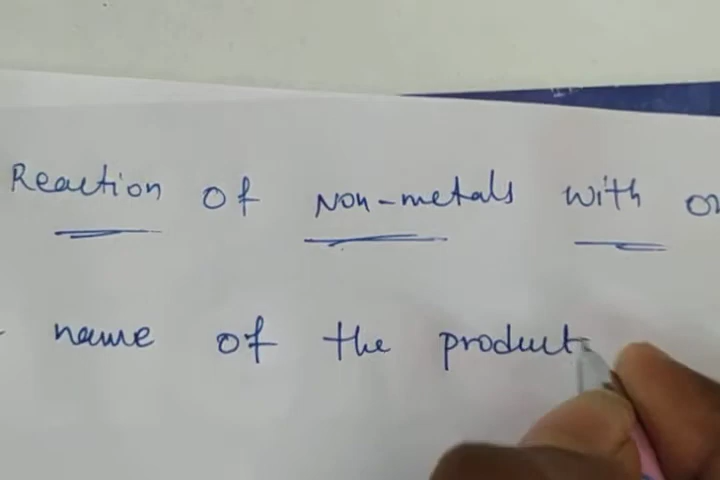 Reaction of Non-metals with
name of the product